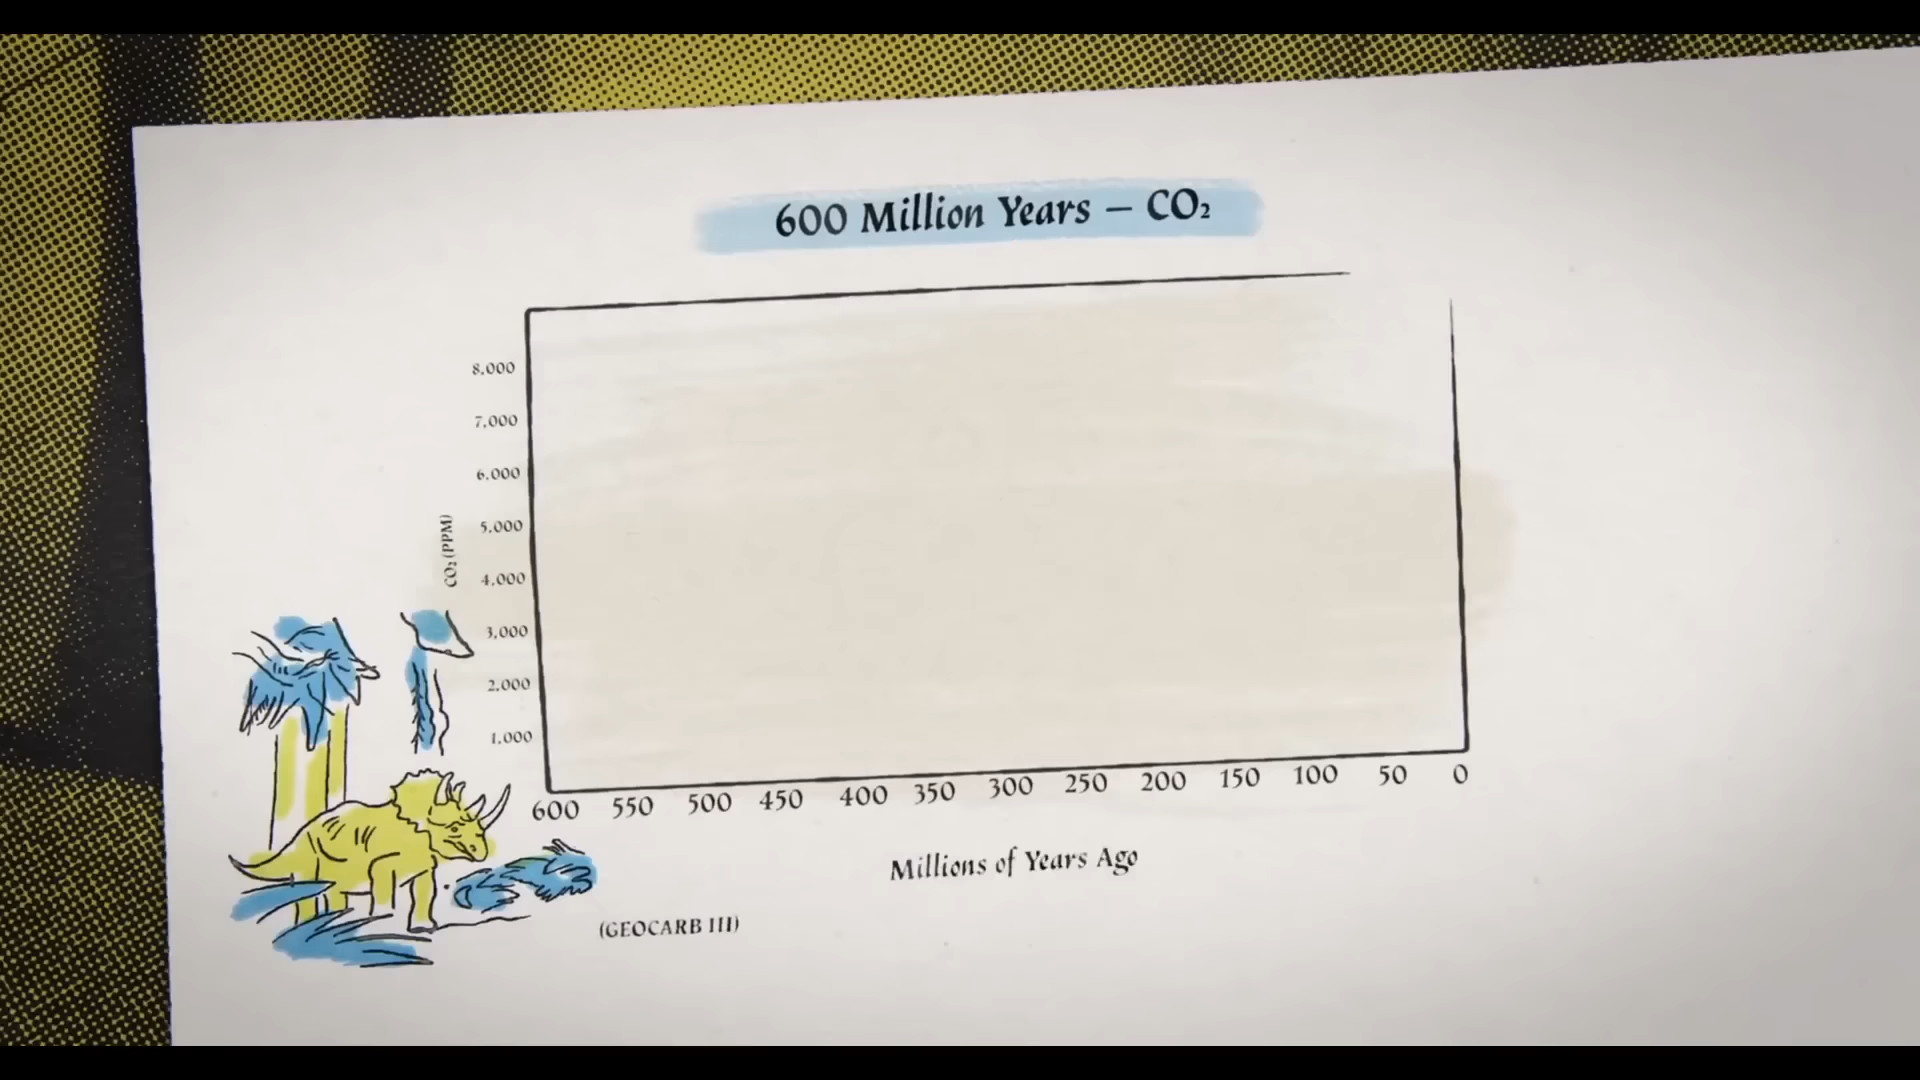 600 Million Years – CO₂
8.000
7,000
6.000
5.000
4.000
3,000
2.000
1.000
CO₂ (PPM)
600 550 500 450 400 350 300 250 200 150 100 50 0
Millions of Years Ago
(GEOCARB III)